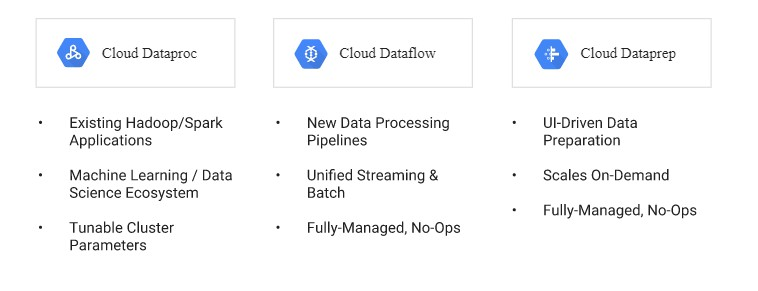 Cloud Dataproc
• Existing Hadoop/Spark
Applications
• Machine Learning / Data
Science Ecosystem
• Tunable Cluster
Parameters
Cloud Dataflow
• New Data Processing
Pipelines
• Unified Streaming &
Batch
• Fully-Managed, No-Ops
Cloud Dataprep
• UI-Driven Data
Preparation
• Scales On-Demand
• Fully-Managed, No-Ops